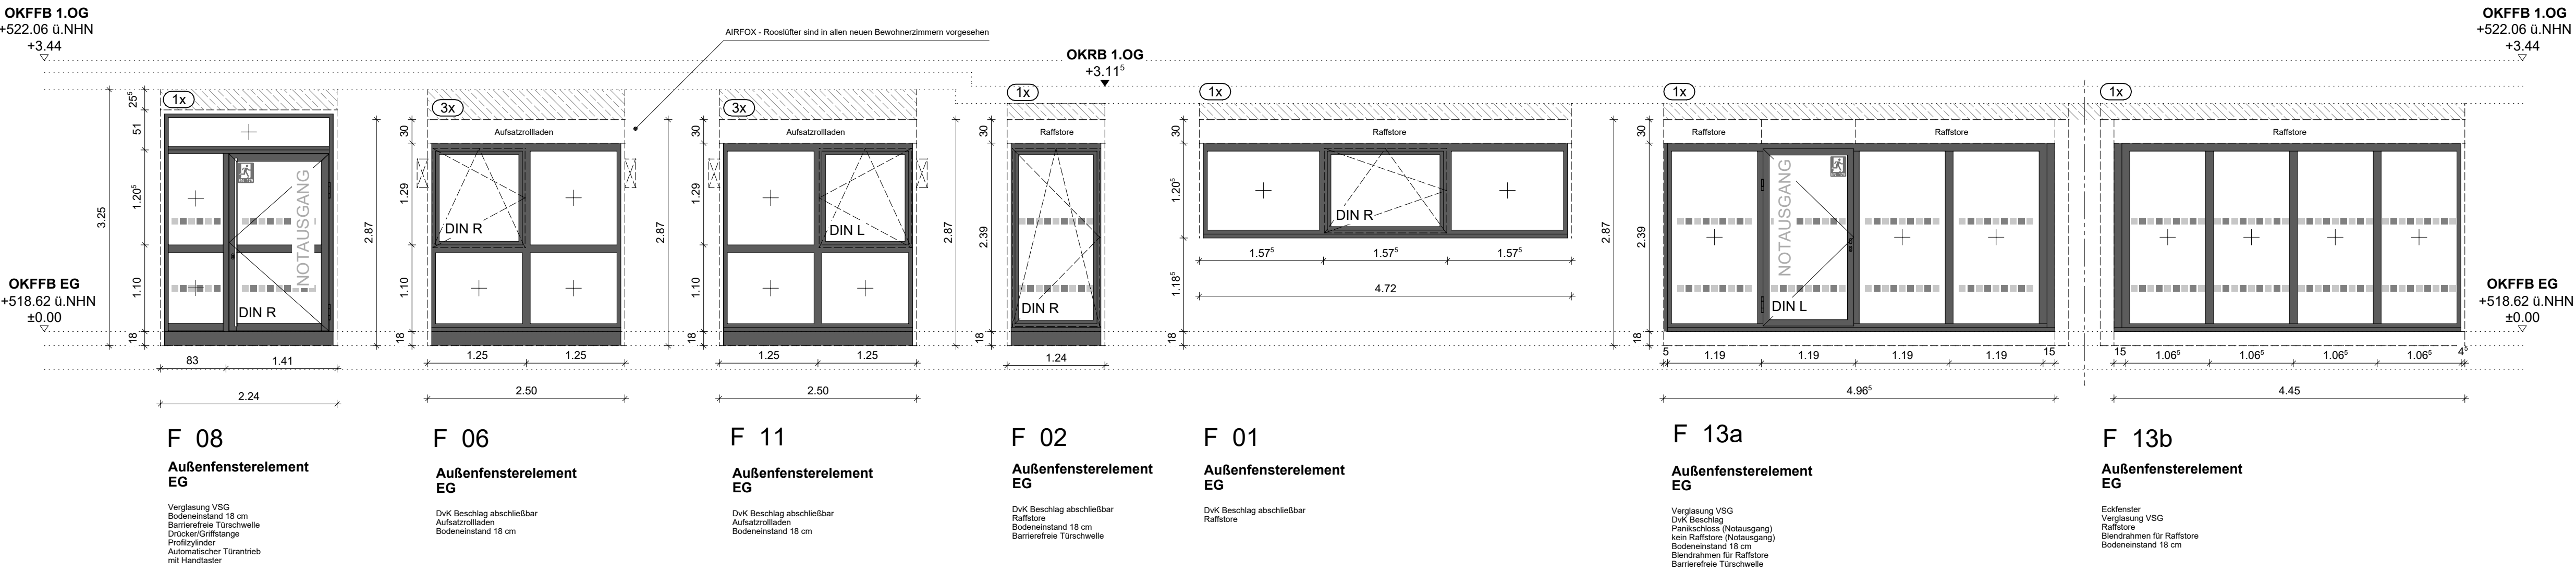 OKFFB 1.OG
+522.06 ü.NHN
+3.44
AIRFOX - Rooslüfter sind in allen neuen Bewohnerzimmern vorgesehen
OKRB 1.OG
+3.11⁵
OKFFB 1.OG
+522.06 ü.NHN
+3.44
OKFFB EG
+518.62 ü.NHN
±0.00
3.25
25⁵
51
1.20⁵
1.10
18
1x
NOTAUSGANG
DIN R
83
1.41
2.24
F 08
Außenfensterelement
EG
Verglasung VSG
Bodeneinstand 18 cm
Barrierefreie Türschwelle
Drücker/Griffstange
Profilzylinder
Automatischer Türantrieb
mit Handtaster
2.87
30
1.29
1.10
18
3x
Aufsatzrollladen
DIN R
1.25
1.25
2.50
F 06
Außenfensterelement
EG
DvK Beschlag abschließbar
Aufsatzrollladen
Bodeneinstand 18 cm
2.87
30
1.29
1.10
18
3x
Aufsatzrollladen
DIN L
1.25
1.25
2.50
F 11
Außenfensterelement
EG
DvK Beschlag abschließbar
Aufsatzrollladen
Bodeneinstand 18 cm
2.87
30
2.39
18
1x
Raffstore
DIN R
1.24
F 02
Außenfensterelement
EG
DvK Beschlag abschließbar
Raffstore
Bodeneinstand 18 cm
Barrierefreie Türschwelle
30
1.20⁵
1.18⁵
18
1x
Raffstore
DIN R
1.57⁵
1.57⁵
1.57⁵
4.72
F 01
Außenfensterelement
EG
DvK Beschlag abschließbar
Raffstore
2.87
30
2.39
18
1x
Raffstore
Raffstore
NOTAUSGANG
DIN L
5
1.19
1.19
1.19
1.19
15
4.96⁵
F 13a
Außenfensterelement
EG
Verglasung VSG
DvK Beschlag
Panikschloss (Notausgang)
kein Raffstore (Notausgang)
Bodeneinstand 18 cm
Blendrahmen für Raffstore
Barrierefreie Türschwelle
1x
Raffstore
15
1.06⁵
1.06⁵
1.06⁵
1.06⁵
4⁵
4.45
F 13b
Außenfensterelement
EG
Eckfenster
Verglasung VSG
Raffstore
Blendrahmen für Raffstore
Bodeneinstand 18 cm
OKFFB EG
+518.62 ü.NHN
±0.00